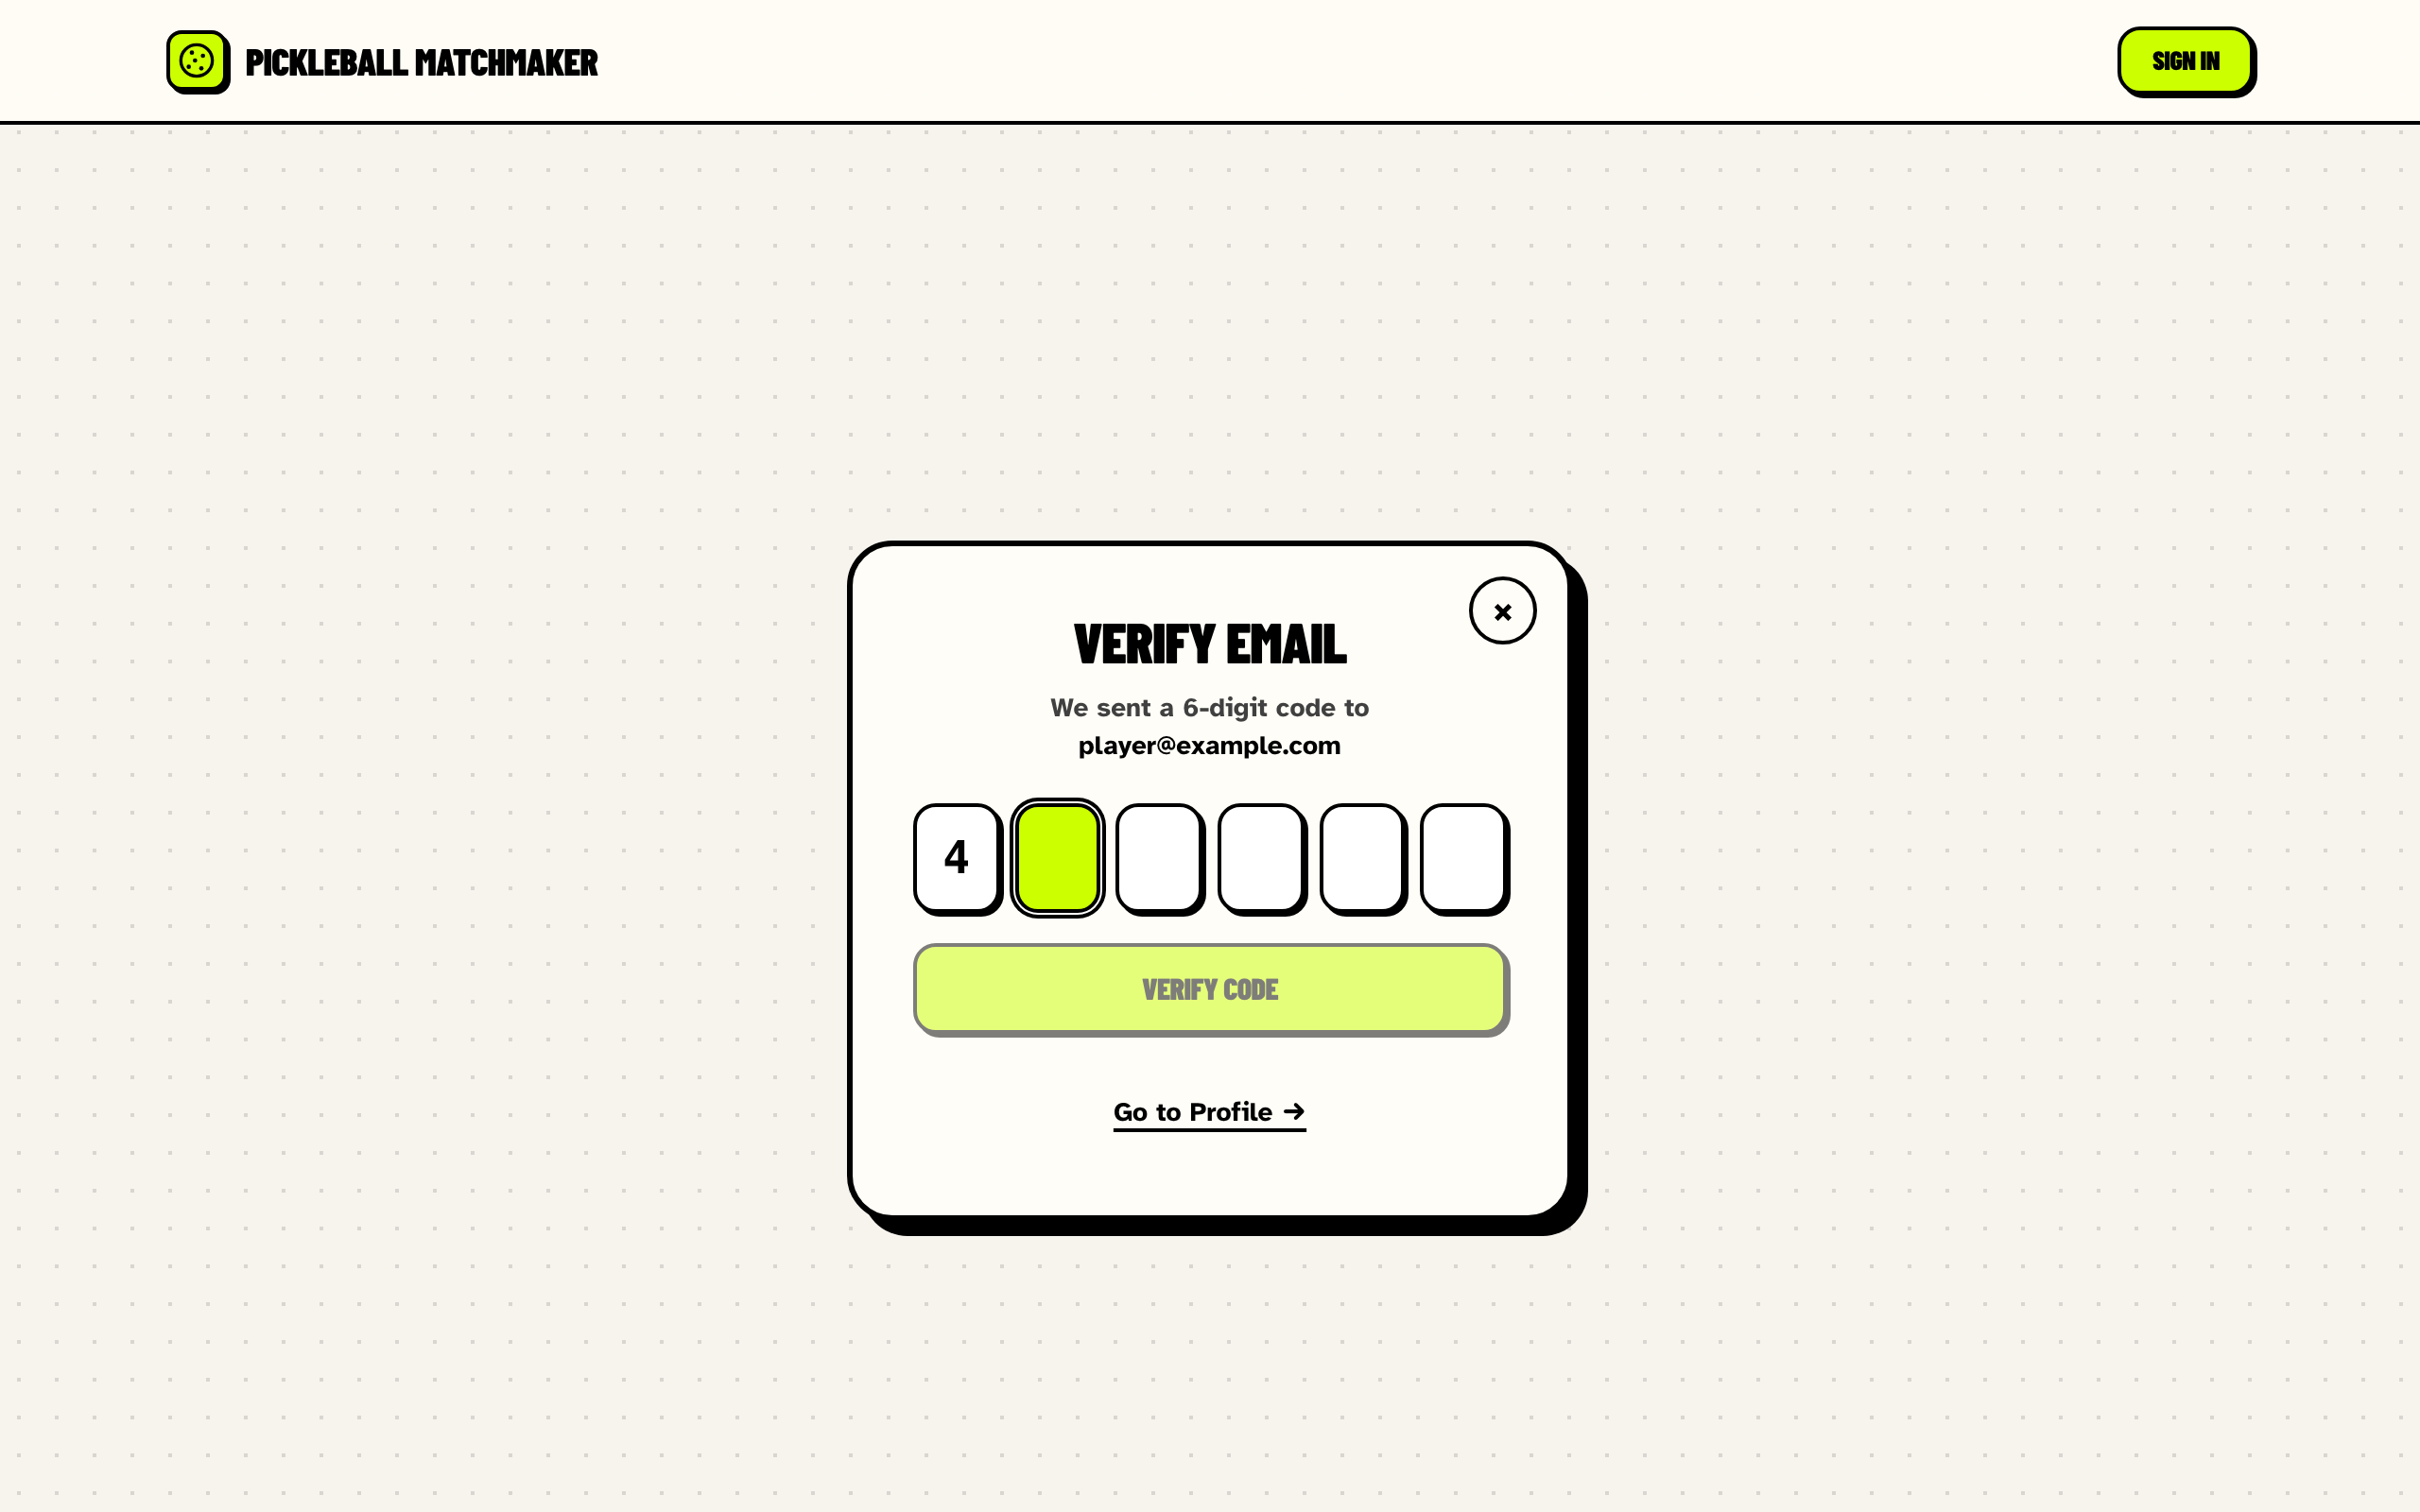 PICKLEBALL MATCHMAKER
SIGN IN
×
VERIFY EMAIL
We sent a 6-digit code to
player@example.com
4
VERIFY CODE
Go to Profile →